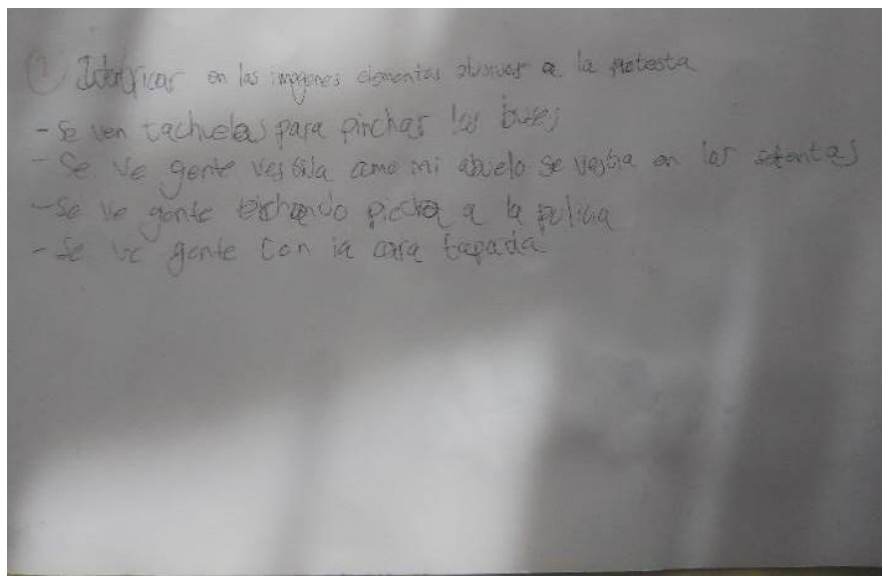 ① Identificar en las imagenes elementos alusivos a la protesta
- Se ven tachuelas para pinchar los buses
- Se ve gente vestida como mi abuelo se vestia en los setentas
- Se ve gente echando piedra a la policia
- Se ve gente con la cara tapada